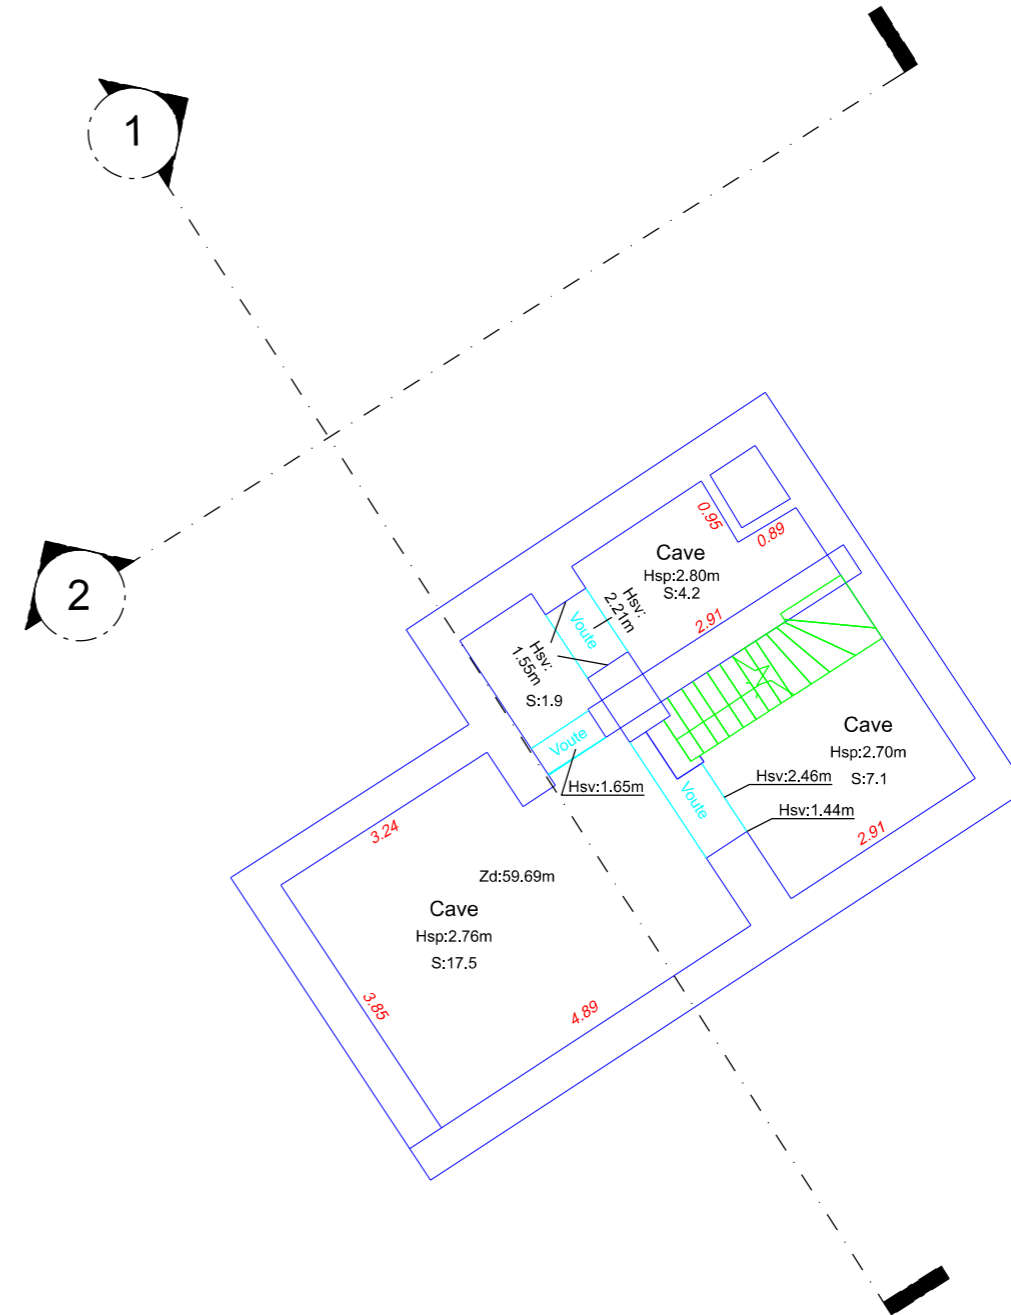 1
2
0.95
0.89
Cave
Hsp:2.80m
S:4.2
2.91
Hsv:
2.21m
Voute
Hsv:
1.55m
S:1.9
Voute
Hsv:1.65m
Cave
Hsp:2.70m
S:7.1
Hsv:2.46m
Voute
Hsv:1.44m
2.91
3.24
Zd:59.69m
Cave
Hsp:2.76m
S:17.5
3.85
4.89